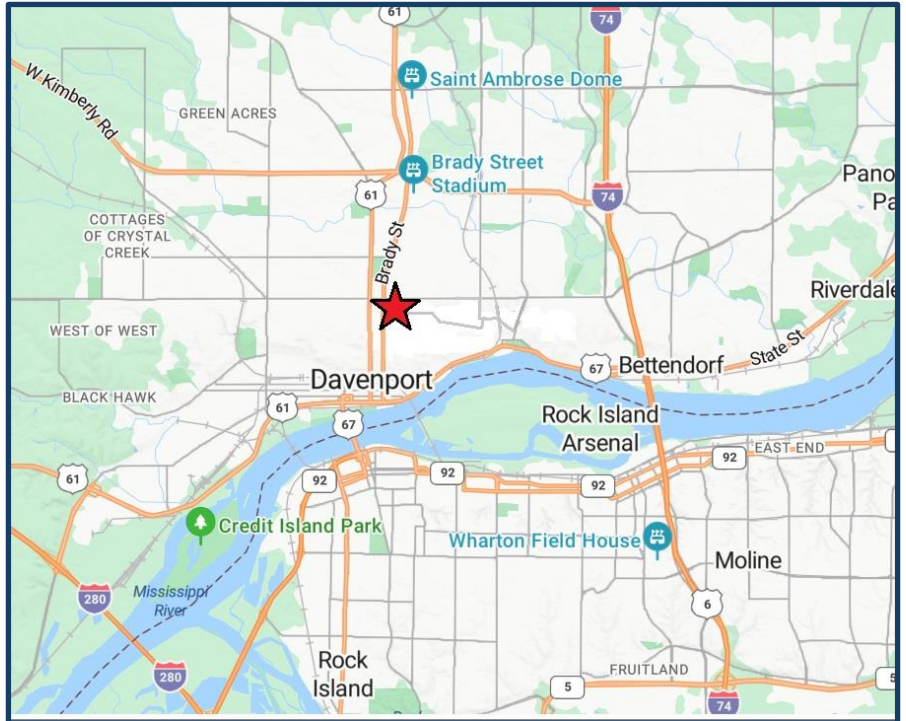 61
74
Saint Ambrose Dome
W Kimberly Rd
GREEN ACRES
Brady Street
Stadium
61
74
Pano
Pa
COTTAGES
OF CRYSTAL
CREEK
Brady St
Riverdale
WEST OF WEST
State St
67
Bettendorf
Davenport
BLACK HAWK
61
67
Rock Island
Arsenal
EAST END
92
92
92
92
61
Credit Island Park
Wharton Field House
Moline
Mississippi
River
280
6
280
Rock
Island
FRUITLAND
5
5
74